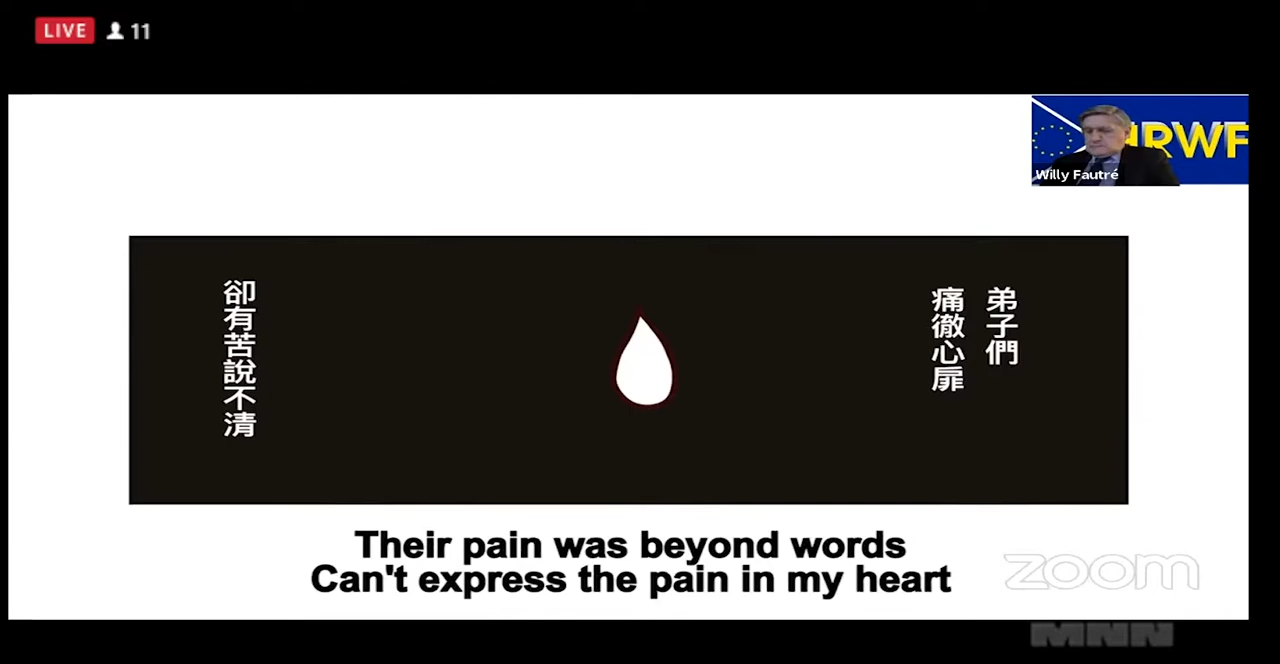 LIVE 11
HRWF
Willy Fautré
弟子們
痛徹心扉
卻有苦說不清
Their pain was beyond words
Can't express the pain in my heart
zoom
MNN